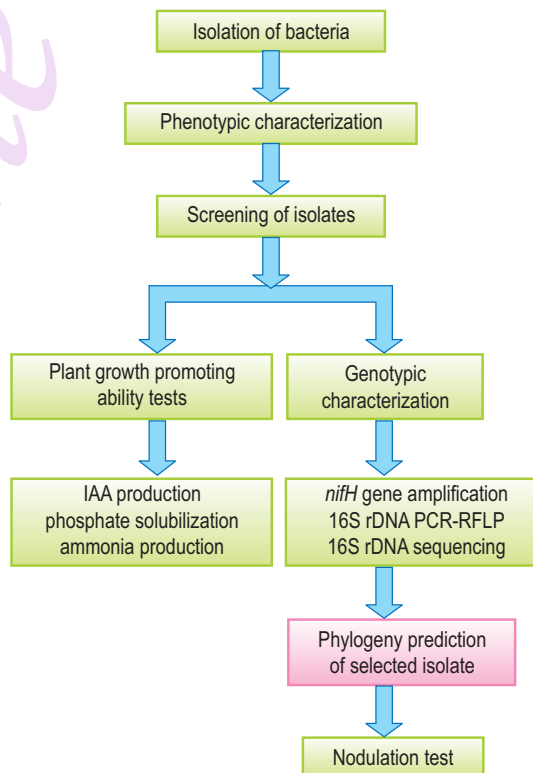 Isolation of bacteria
Phenotypic characterization
Screening of isolates
Plant growth promoting
ability tests
Genotypic
characterization
IAA production
phosphate solubilization
ammonia production
nifH gene amplification
16S rDNA PCR-RFLP
16S rDNA sequencing
Phylogeny prediction
of selected isolate
Nodulation test